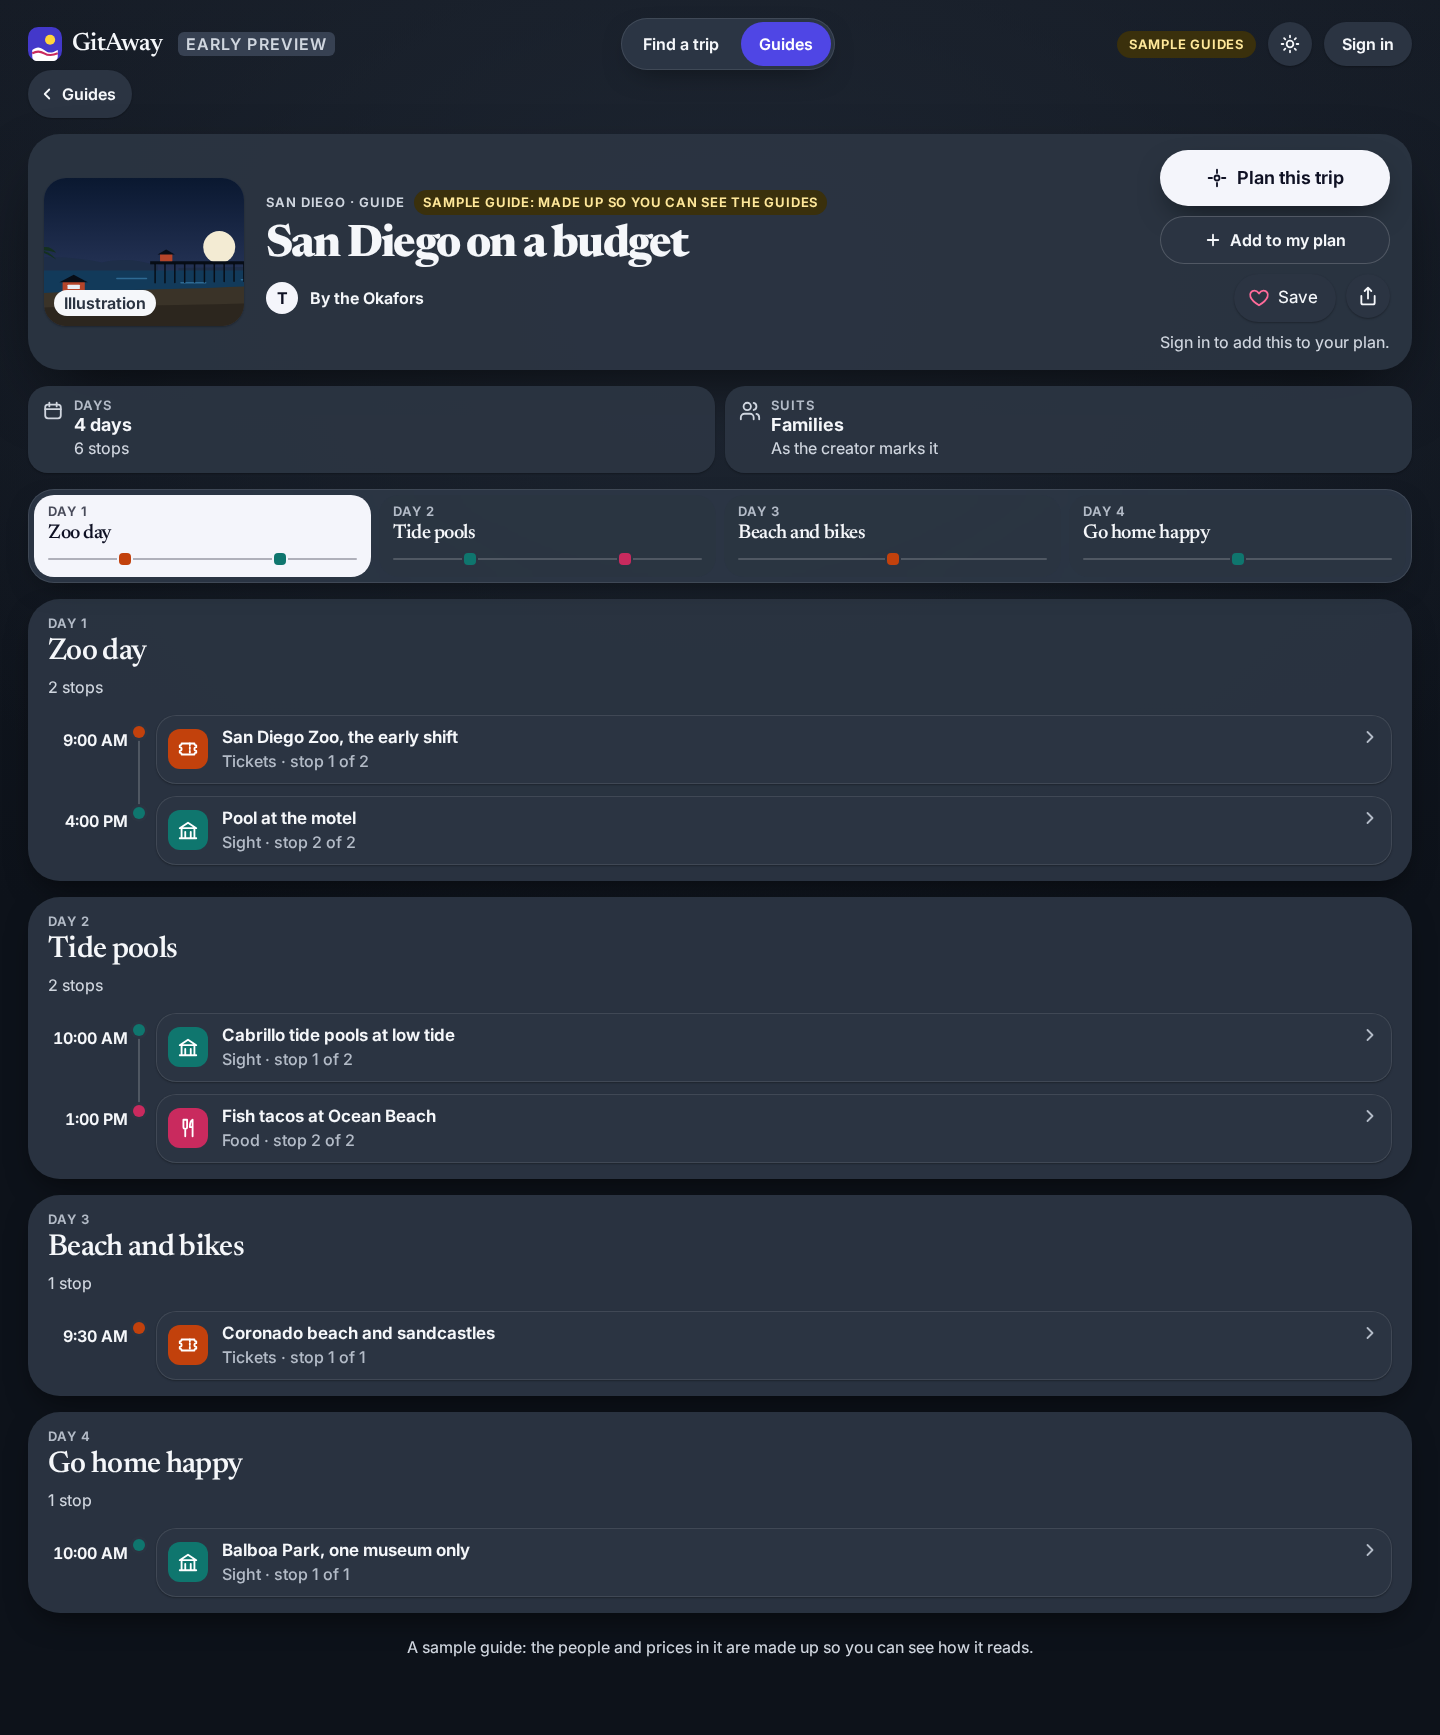 GitAway EARLY PREVIEW
Find a trip
Guides
SAMPLE GUIDES
Sign in
Guides
Illustration
SAN DIEGO · GUIDE
SAMPLE GUIDE: MADE UP SO YOU CAN SEE THE GUIDES
San Diego on a budget
T
By the Okafors
Plan this trip
Add to my plan
Save
Sign in to add this to your plan.
DAYS
4 days
6 stops
SUITS
Families
As the creator marks it
DAY 1
Zoo day
DAY 2
Tide pools
DAY 3
Beach and bikes
DAY 4
Go home happy
DAY 1
Zoo day
2 stops
9:00 AM
San Diego Zoo, the early shift
Tickets · stop 1 of 2
4:00 PM
Pool at the motel
Sight · stop 2 of 2
DAY 2
Tide pools
2 stops
10:00 AM
Cabrillo tide pools at low tide
Sight · stop 1 of 2
1:00 PM
Fish tacos at Ocean Beach
Food · stop 2 of 2
DAY 3
Beach and bikes
1 stop
9:30 AM
Coronado beach and sandcastles
Tickets · stop 1 of 1
DAY 4
Go home happy
1 stop
10:00 AM
Balboa Park, one museum only
Sight · stop 1 of 1
A sample guide: the people and prices in it are made up so you can see how it reads.